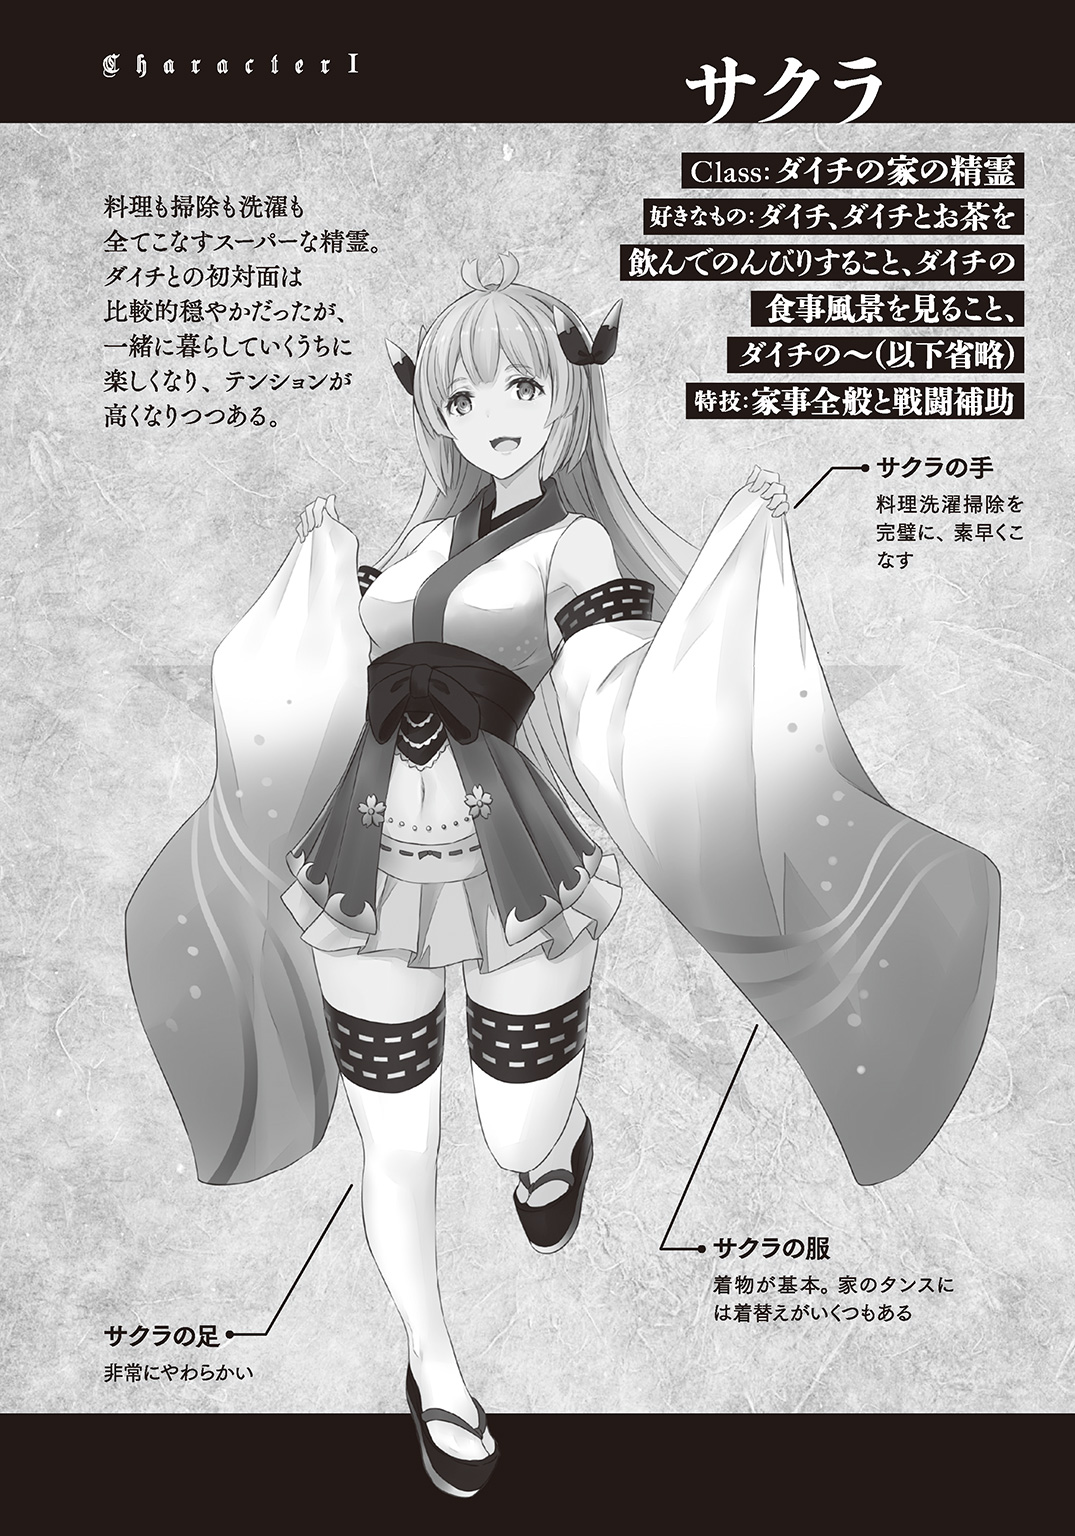 Character I
サクラ
Class：ダイチの家の精霊
好きなもの：ダイチ、ダイチとお茶を
飲んでのんびりすること、ダイチの
食事風景を見ること、
ダイチの～（以下省略）
特技：家事全般と戦闘補助
料理も掃除も洗濯も
全てこなすスーパーな精霊。
ダイチとの初対面は
比較的穏やかだったが、
一緒に暮らしていくうちに
楽しくなり、テンションが
高くなりつつある。
サクラの手
料理洗濯掃除を
完璧に、素早くこ
なす
サクラの服
着物が基本。家のタンスに
は着替えがいくつもある
サクラの足
非常にやわらかい